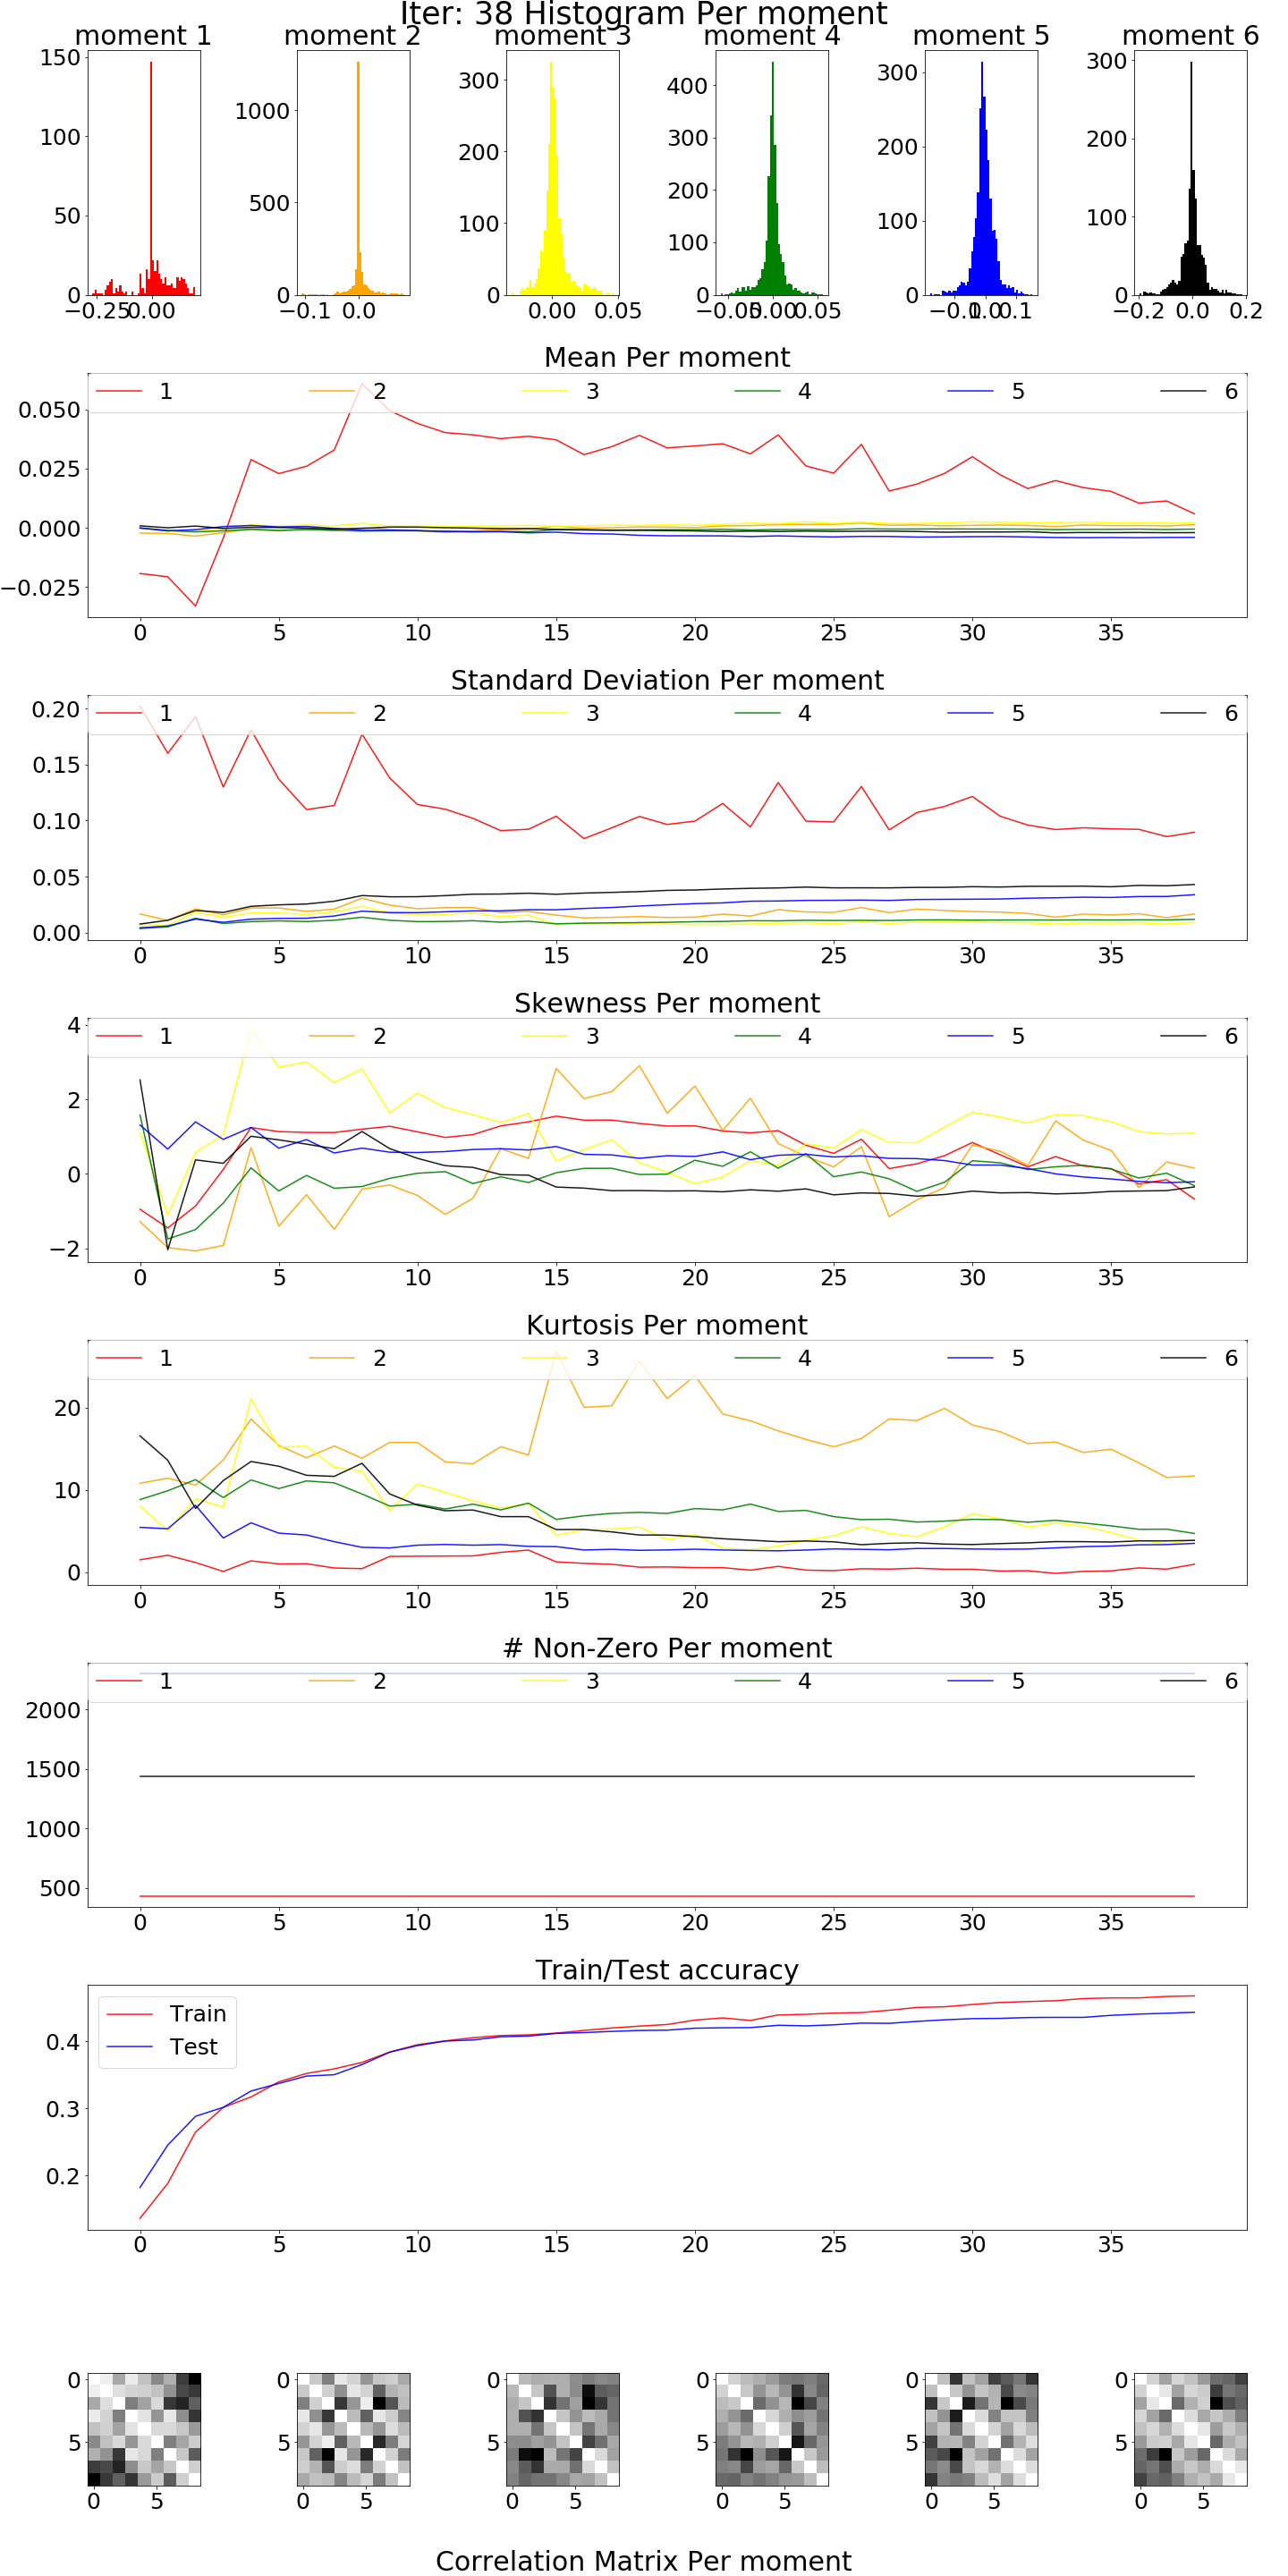 Iter: 38 Histogram Per moment
moment 1 moment 2 moment 3 moment 4 moment 5 moment 6
150
100
50
0
−0.25 0.00
1000
500
0
−0.1 0.0
300
200
100
0
0.00 0.05
400
300
200
100
0
−0.05 0.00 0.05
300
200
100
0
−0.1 0.0 0.1
300
200
100
0
−0.2 0.0 0.2
Mean Per moment
1 2 3 4 5 6
0.050
0.025
0.000
−0.025
0 5 10 15 20 25 30 35
Standard Deviation Per moment
1 2 3 4 5 6
0.20
0.15
0.10
0.05
0.00
0 5 10 15 20 25 30 35
Skewness Per moment
1 2 3 4 5 6
4
2
0
−2
0 5 10 15 20 25 30 35
Kurtosis Per moment
1 2 3 4 5 6
20
10
0
0 5 10 15 20 25 30 35
# Non-Zero Per moment
1 2 3 4 5 6
2000
1500
1000
500
0 5 10 15 20 25 30 35
Train/Test accuracy
Train
Test
0.4
0.3
0.2
0 5 10 15 20 25 30 35
0 0 0 0 0 0
5 5 5 5 5 5
0 5 0 5 0 5 0 5 0 5 0 5
Correlation Matrix Per moment